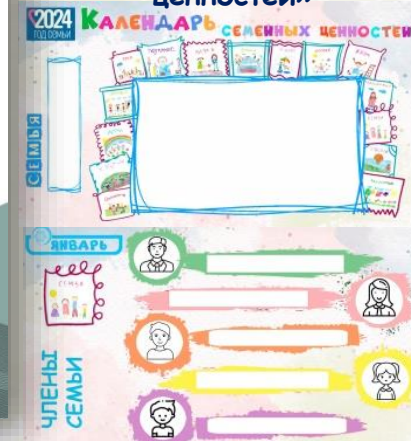 ЦЕННОСТЕЙ»
2024
ГОД СЕМЬИ
КАЛЕНДАРЬ СЕМЕЙНЫХ ЦЕННОСТЕЙ
СЕМЬЯ
ЯНВАРЬ
СЕМЬЯ
ЧЛЕНЫ
СЕМЬИ